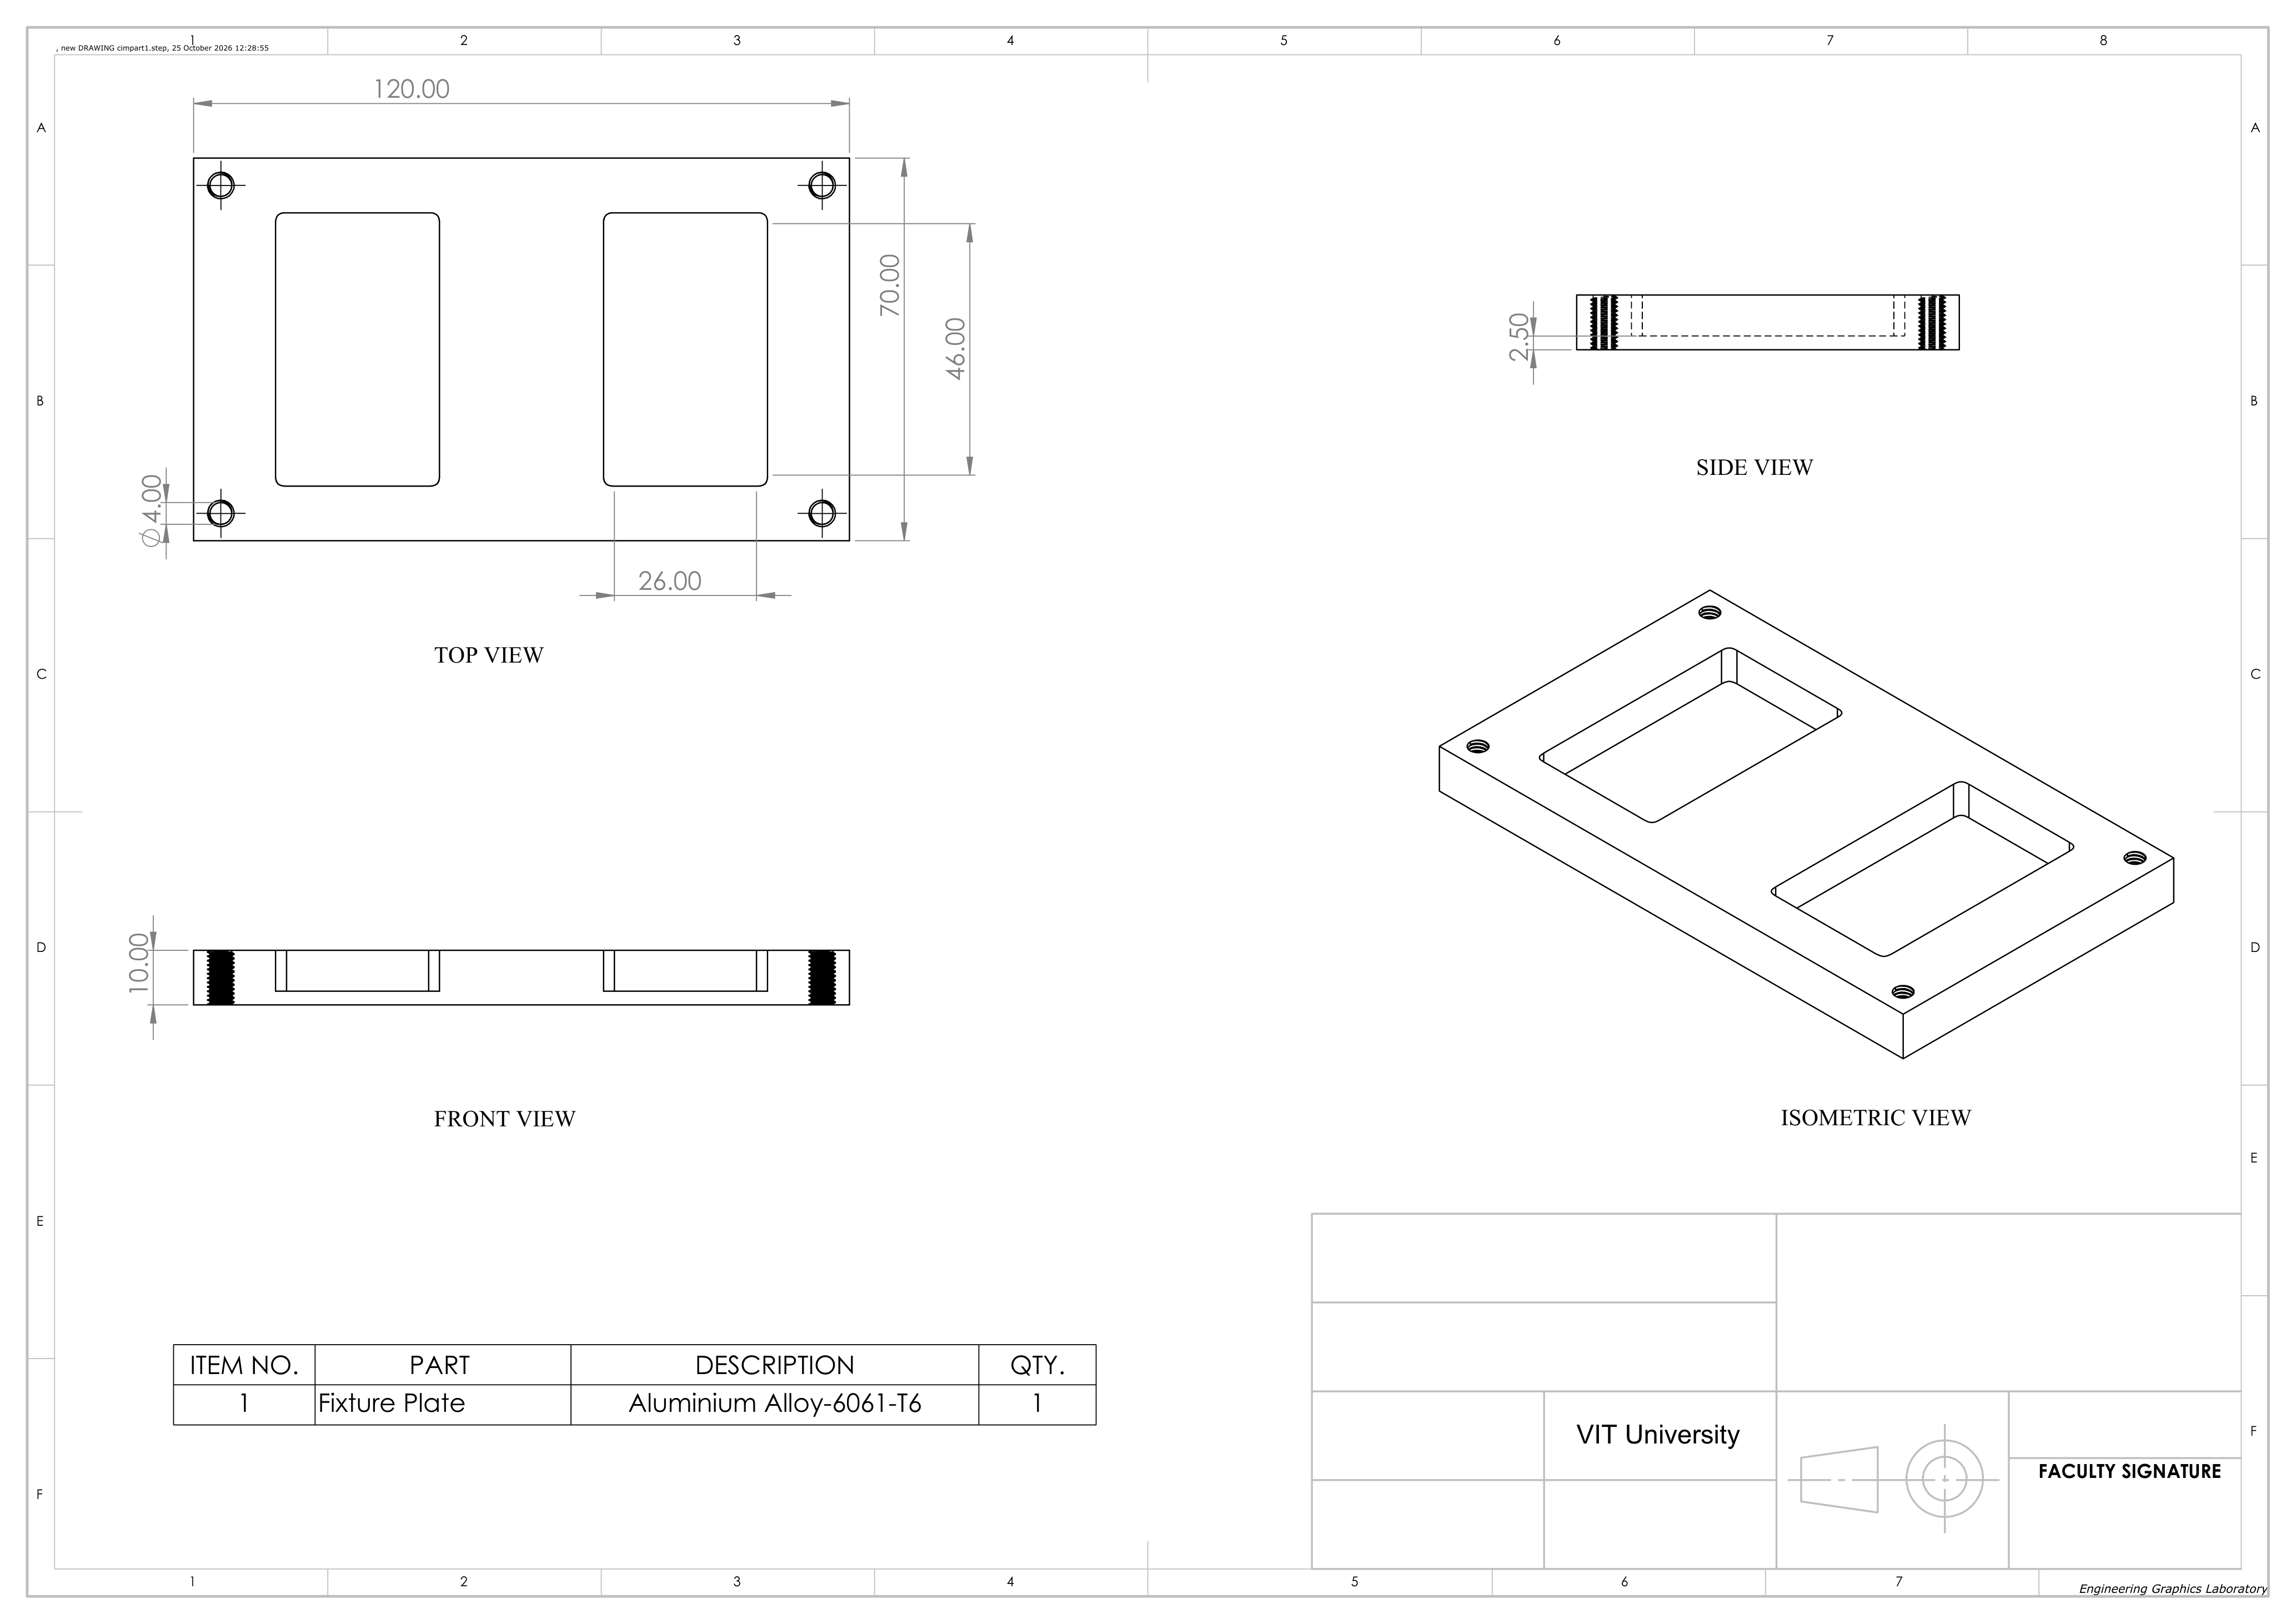 1 2 3 4 5 6 7 8
, new DRAWING cimpart1.step, 25 October 2026 12:28:55
120.00
A A
70.00
46.00
2.50
B B
SIDE VIEW
Ø 4.00
26.00
TOP VIEW
C C
10.00
D D
FRONT VIEW
ISOMETRIC VIEW
E
E
ITEM NO. PART DESCRIPTION QTY.
1 Fixture Plate Aluminium Alloy-6061-T6 1
VIT University
F
FACULTY SIGNATURE
F
1 2 3 4 5 6 7
Engineering Graphics Laboratory